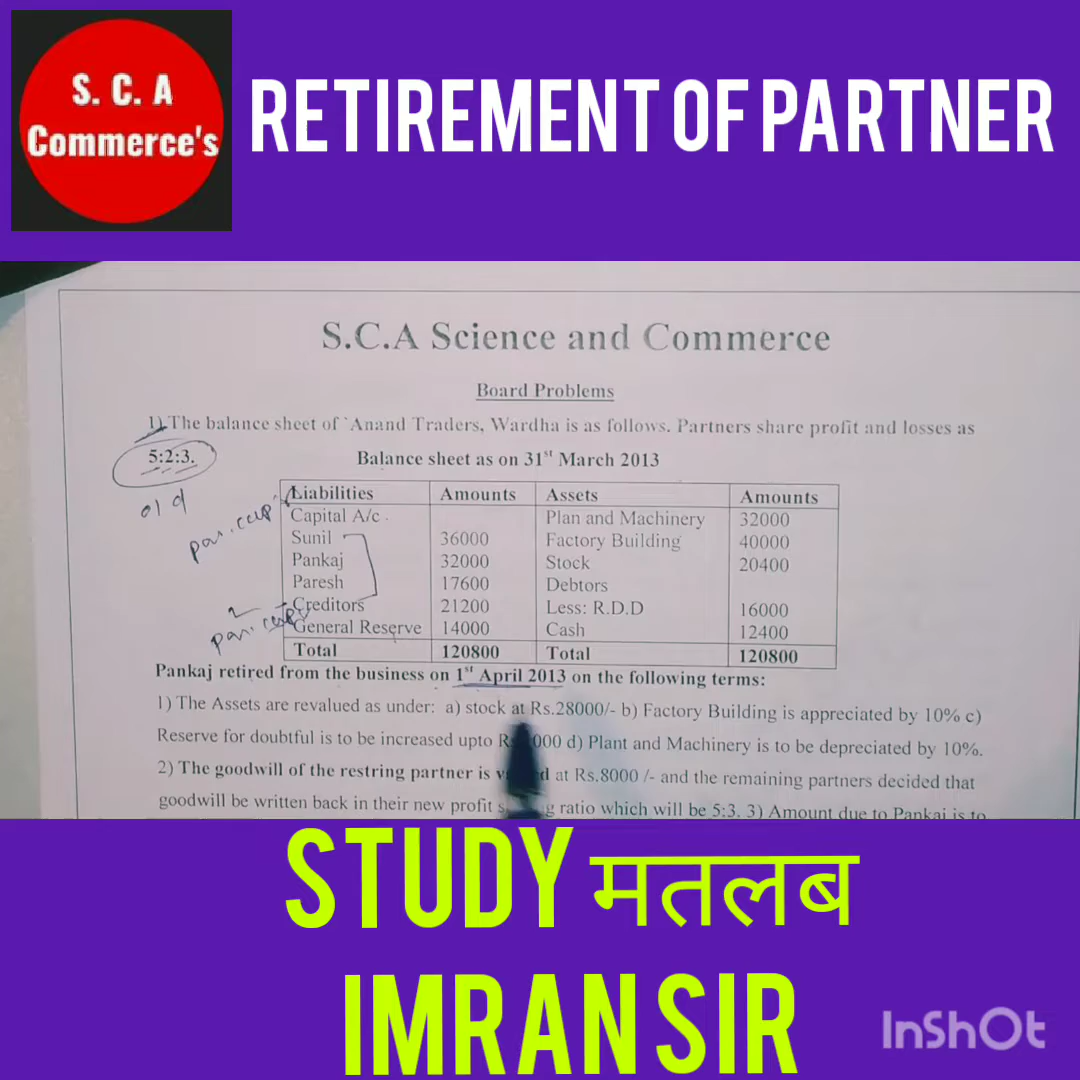 S. C. A
Commerce's
RETIREMENT OF PARTNER
S.C.A Science and Commerce
Board Problems
1) The balance sheet of `Anand Traders, Wardha is as follows. Partners share profit and losses as
5:2:3.
Balance sheet as on 31st March 2013
old
Liabilities Amounts Assets Amounts
Capital A/c Plan and Machinery 32000
Sunil 36000 Factory Building 40000
Pankaj 32000 Stock 20400
Paresh 17600 Debtors
Creditors 21200 Less: R.D.D 16000
General Reserve 14000 Cash 12400
Total 120800 Total 120800
par. cap
par. cap
Pankaj retired from the business on 1st April 2013 on the following terms:
1) The Assets are revalued as under: a) stock at Rs.28000/- b) Factory Building is appreciated by 10% c)
Reserve for doubtful is to be increased upto 000 d) Plant and Machinery is to be depreciated by 10%.
2) The goodwill of the restring partner is at Rs.8000 /- and the remaining partners decided that
goodwill be written back in their new profit ratio which will be 5:3. 3) Amount due to Pankaj is to
STUDY मतलब
IMRAN SIR
InShOt